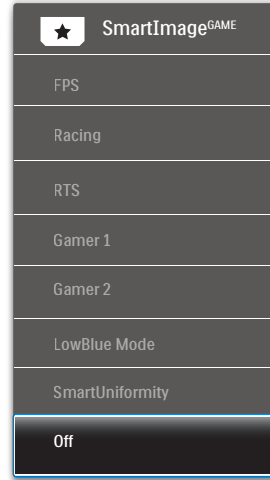 SmartImageGAME
FPS
Racing
RTS
Gamer 1
Gamer 2
LowBlue Mode
SmartUniformity
Off